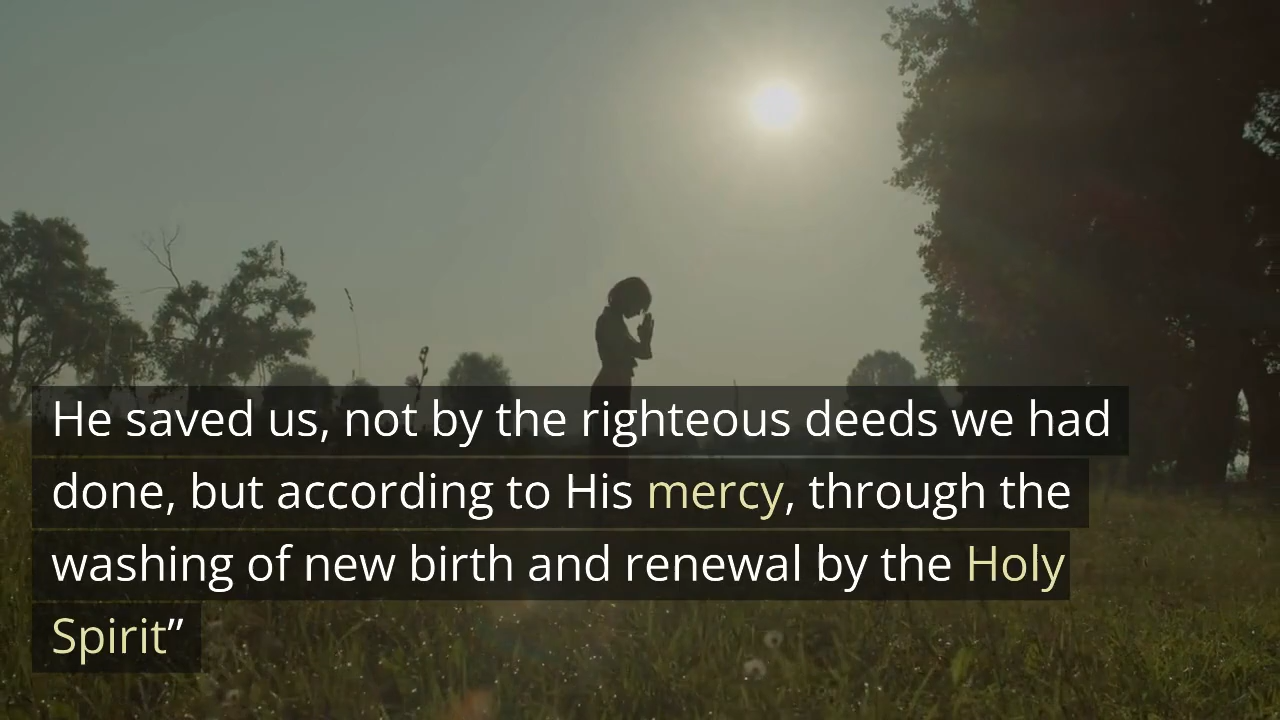 He saved us, not by the righteous deeds we had
done, but according to His mercy, through the
washing of new birth and renewal by the Holy
Spirit”